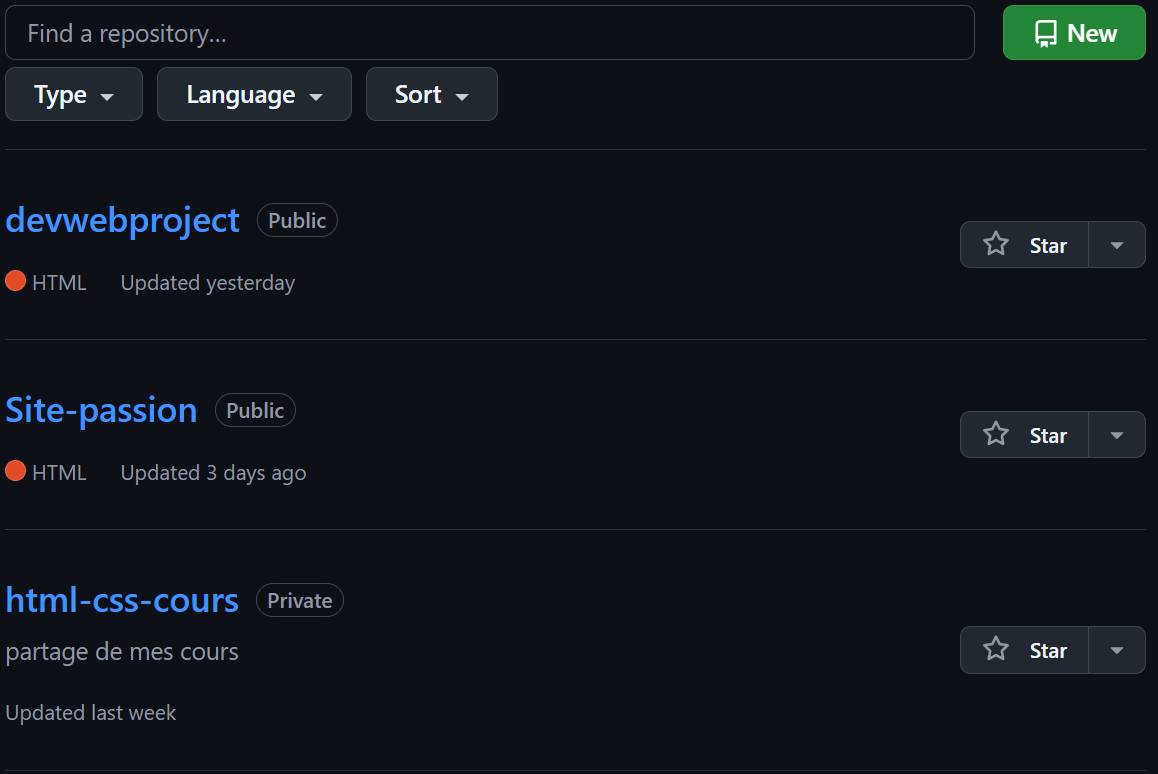 Find a repository...
New
Type
Language
Sort
devwebproject Public
Star
HTML Updated yesterday
Site-passion Public
Star
HTML Updated 3 days ago
html-css-cours Private
partage de mes cours
Star
Updated last week